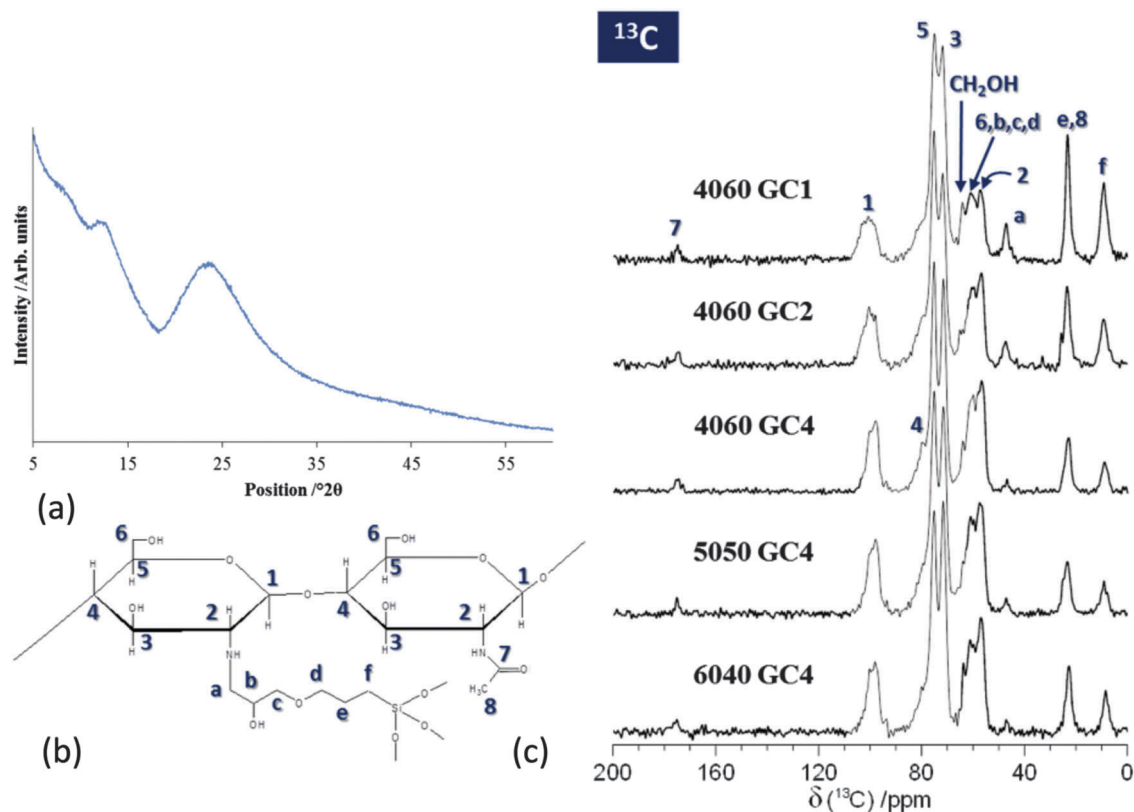 Intensity /Arb. units
5 15 25 35 45 55
Position /°2θ
(a)
6
OH
O
H
5
H
4
OH
3
H
2
H
1
H
O
NH
a
b
OH
c
O
d
e
f
Si
O
O
O
6
OH
O
H
5
H
4
OH
3
H
2
H
1
H
O
NH
7
O
H₃C
8
(b)
(c)
¹³C
5 3
CH₂OH
6,b,c,d
e,8
2
f
a
1
7
4060 GC1
4060 GC2
4060 GC4
4
5050 GC4
6040 GC4
200 160 120 80 40 0
δ (¹³C) /ppm